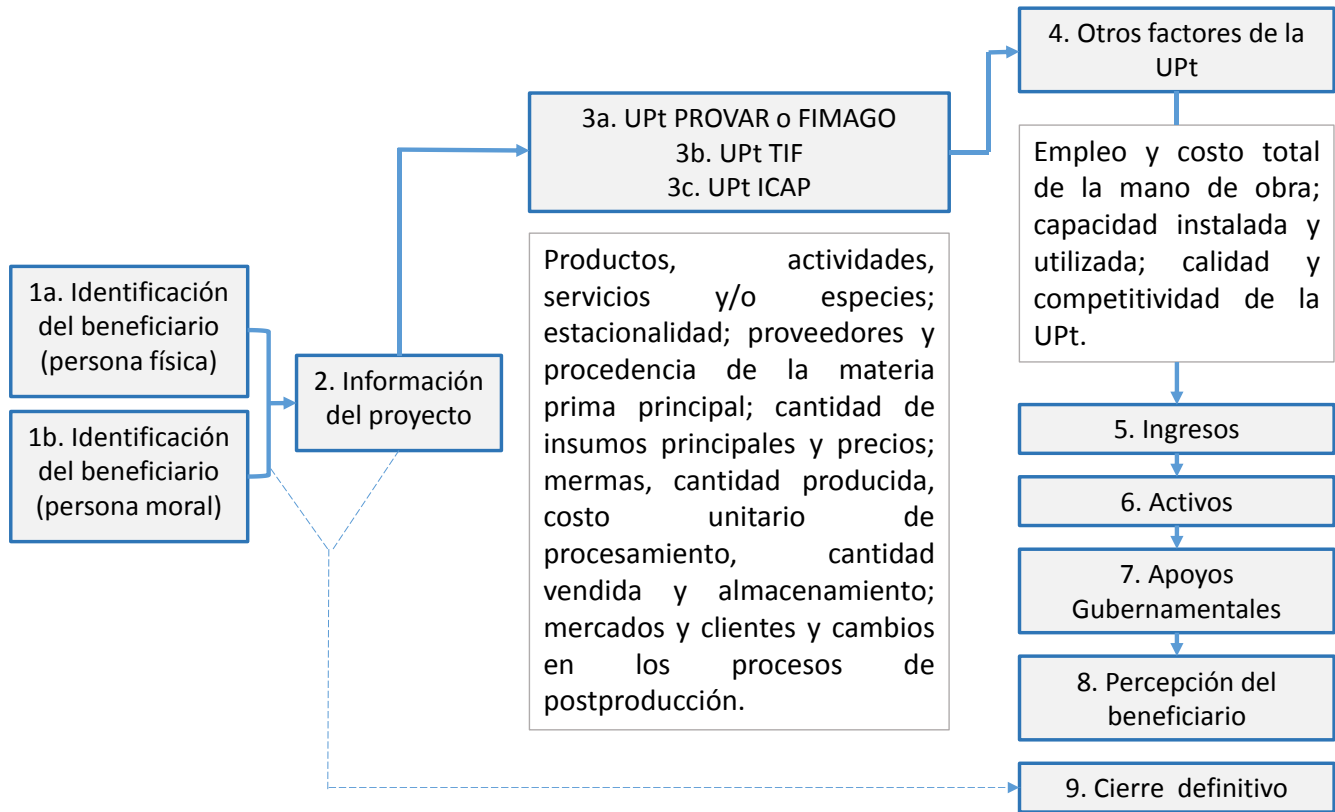 1a. Identificación
del beneficiario
(persona física)
1b. Identificación
del beneficiario
(persona moral)
2. Información
del proyecto
3a. UPt PROVAR o FIMAGO
3b. UPt TIF
3c. UPt ICAP
Productos, actividades,
servicios y/o especies;
estacionalidad; proveedores y
procedencia de la materia
prima principal; cantidad de
insumos principales y precios;
mermas, cantidad producida,
costo unitario de
procesamiento, cantidad
vendida y almacenamiento;
mercados y clientes y cambios
en los procesos de
postproducción.
4. Otros factores de la
UPt
Empleo y costo total
de la mano de obra;
capacidad instalada y
utilizada; calidad y
competitividad de la
UPt.
5. Ingresos
6. Activos
7. Apoyos
Gubernamentales
8. Percepción del
beneficiario
9. Cierre definitivo